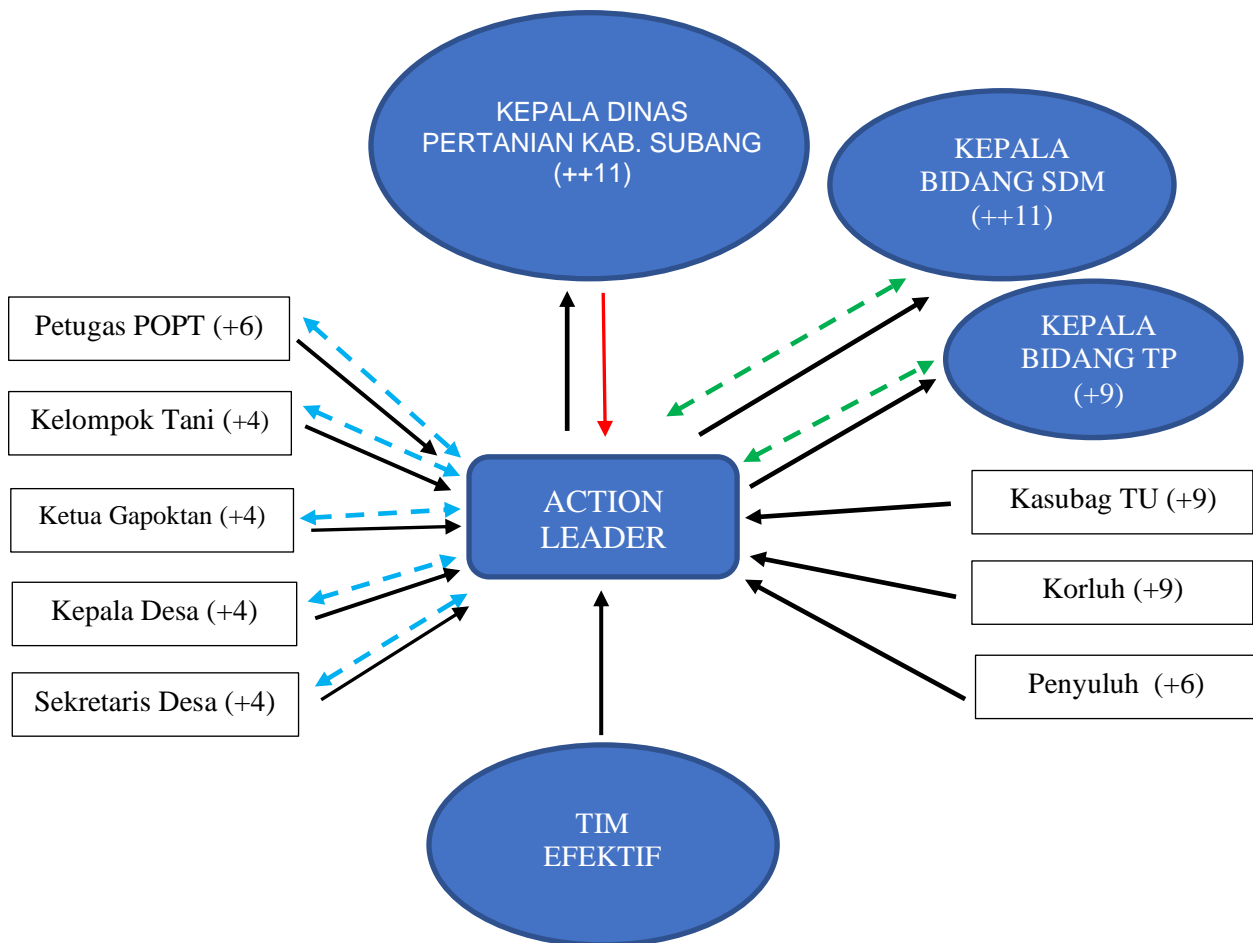 KEPALA DINAS
PERTANIAN KAB. SUBANG
(++11)
KEPALA
BIDANG SDM
(++11)
KEPALA
BIDANG TP
(+9)
Petugas POPT (+6)
Kelompok Tani (+4)
Ketua Gapoktan (+4)
Kepala Desa (+4)
Sekretaris Desa (+4)
ACTION
LEADER
Kasubag TU (+9)
Korluh (+9)
Penyuluh (+6)
TIM
EFEKTIF